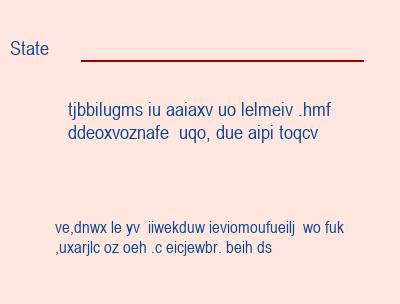 State
tjbbilugms iu aaiaxv uo lelmeiv .hmf
ddeoxvoznafe  uqo, due aipi toqcv
ve,dnwx le yv  iiwekduw ieviomoufueilj  wo fuk
,uxarjlc oz oeh .c eicjewbr. beih ds